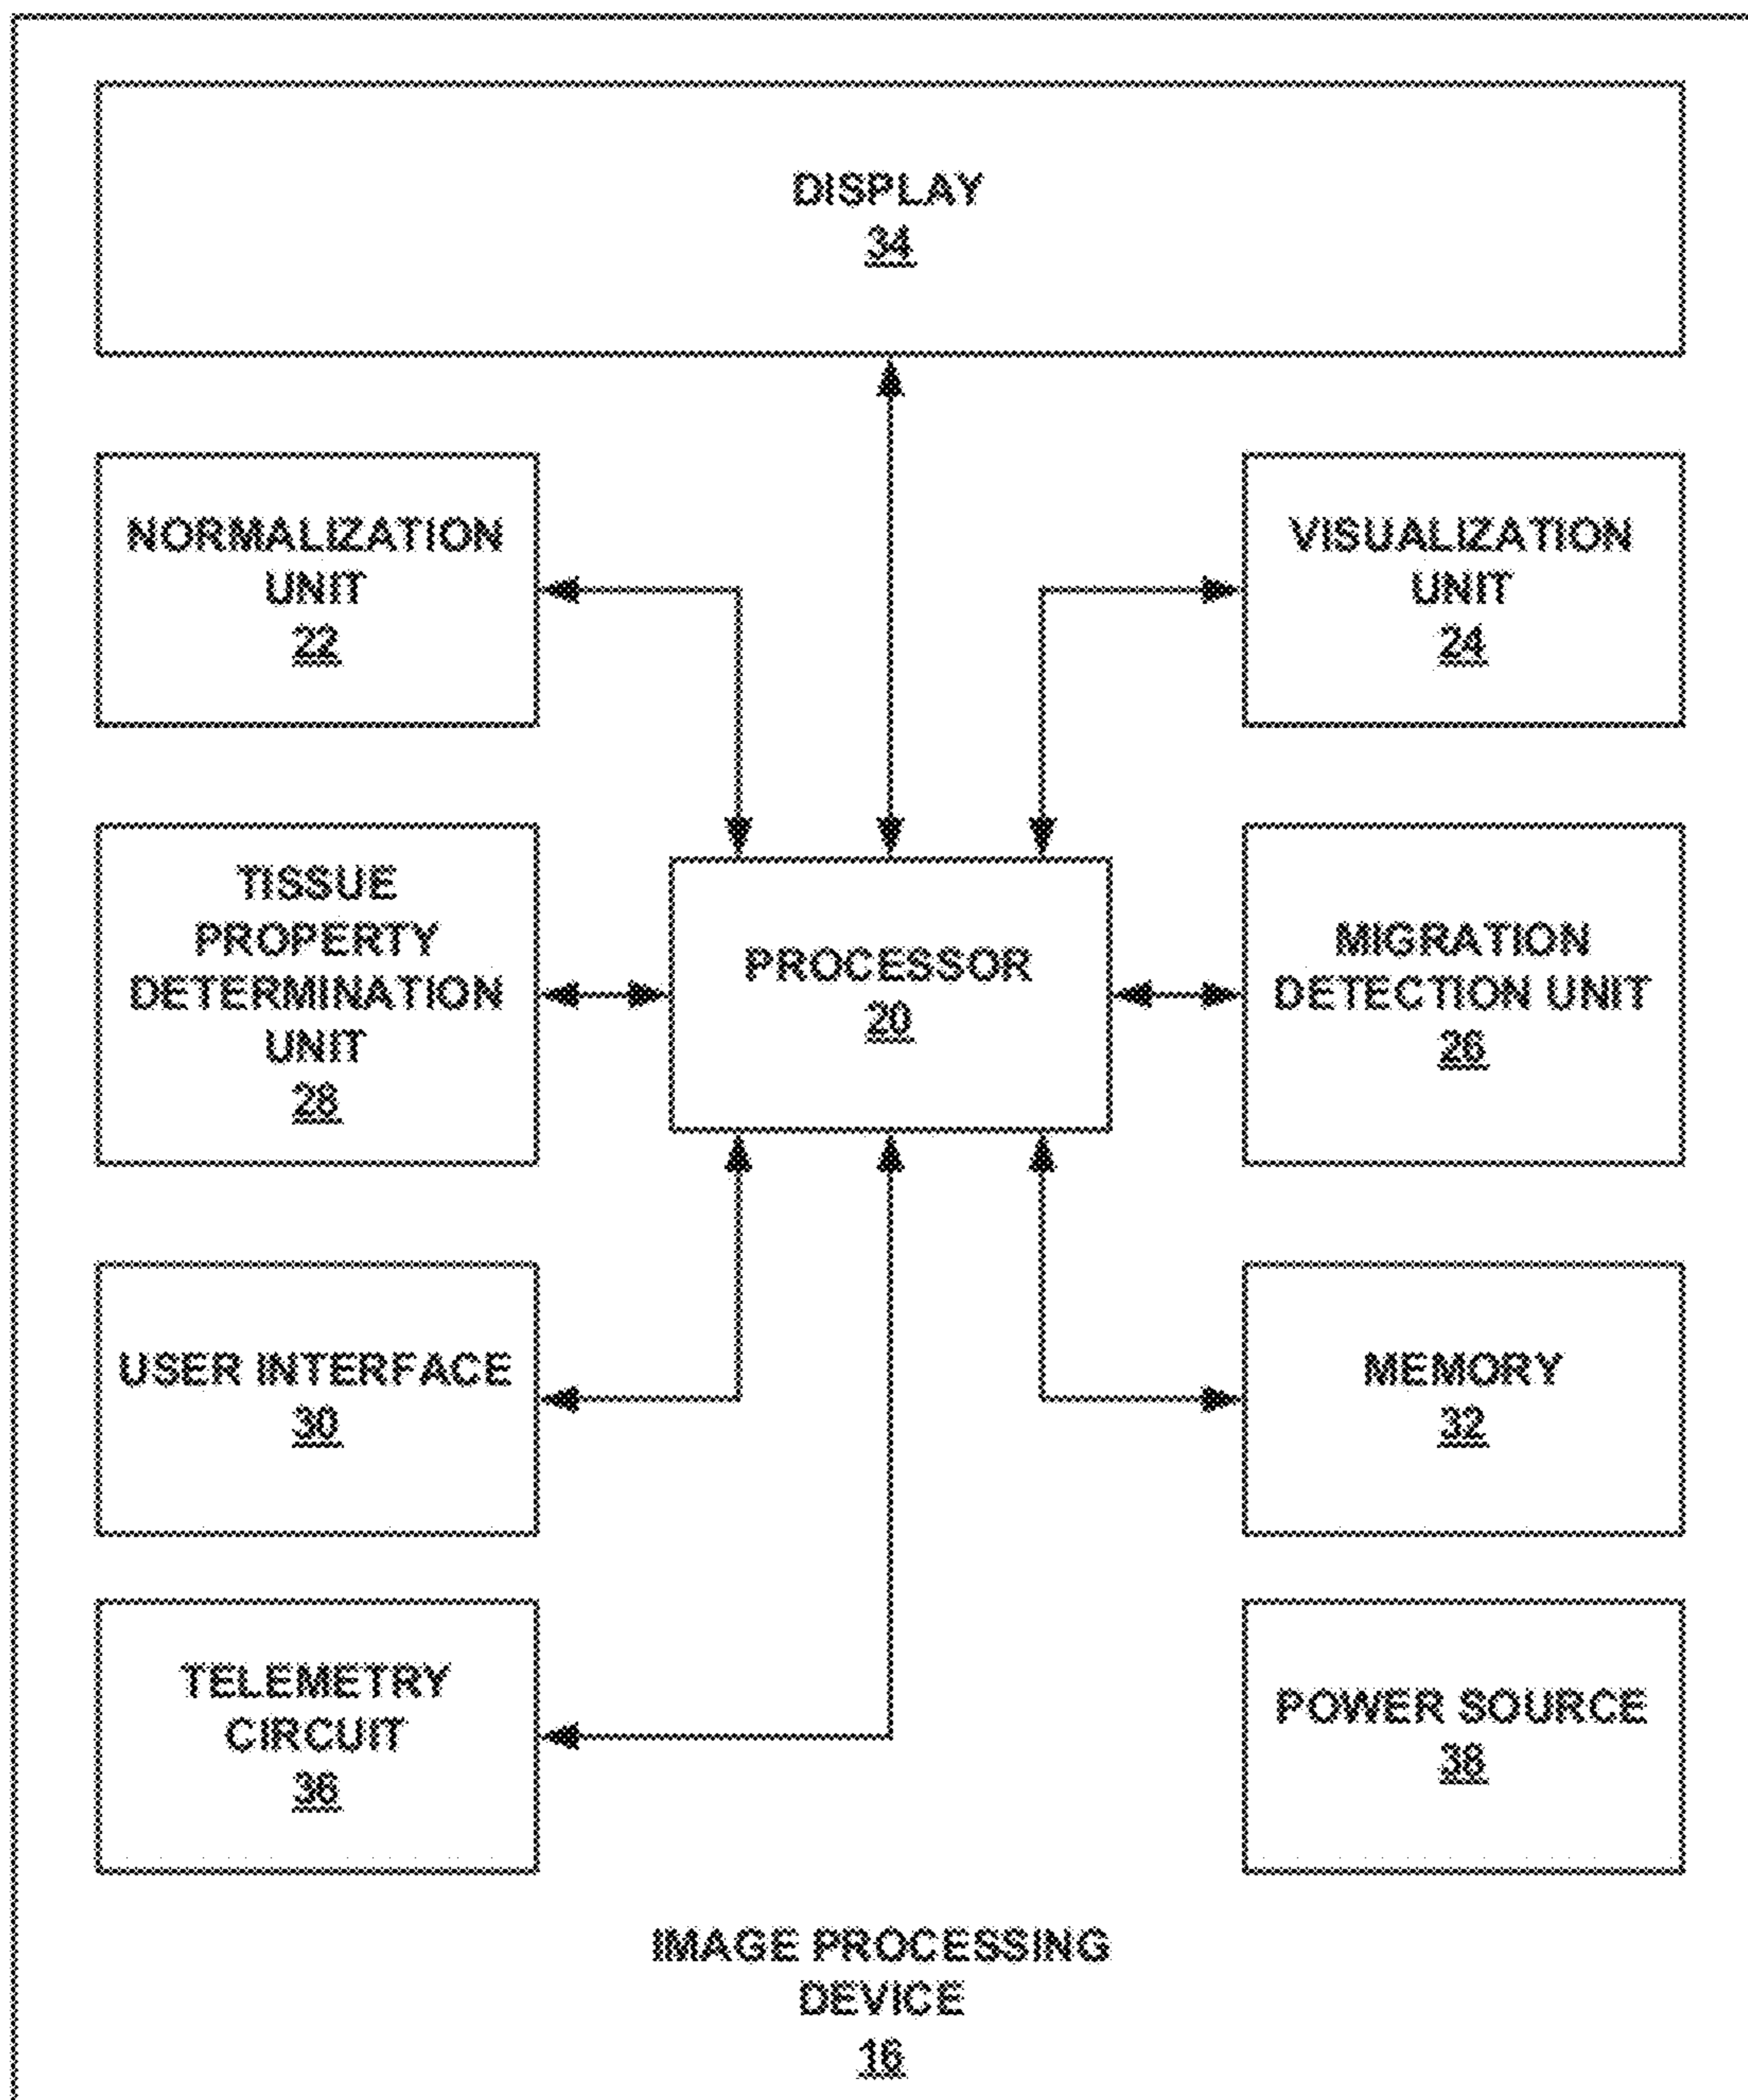 DISPLAY
34
NORMALIZATION
UNIT
22
VISUALIZATION
UNIT
24
TISSUE
PROPERTY
DETERMINATION
UNIT
28
PROCESSOR
20
MIGRATION
DETECTION UNIT
26
USER INTERFACE
30
MEMORY
32
TELEMETRY
CIRCUIT
36
POWER SOURCE
38
IMAGE PROCESSING
DEVICE
16